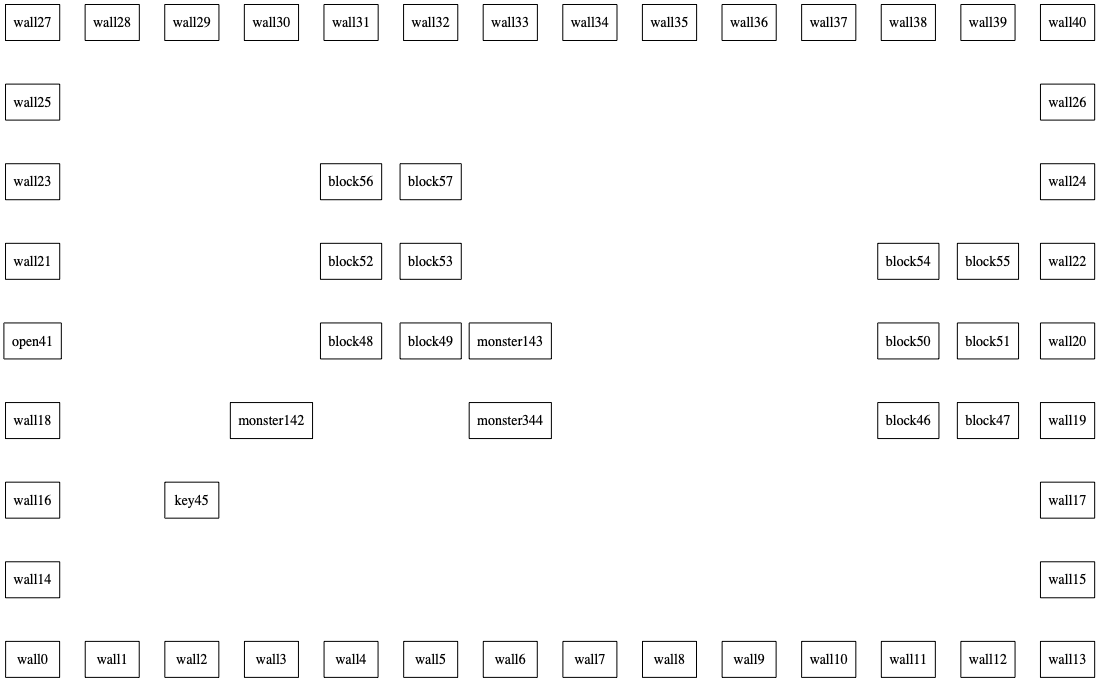 wall27 wall28 wall29 wall30 wall31 wall32 wall33 wall34 wall35 wall36 wall37 wall38 wall39 wall40
wall25 wall26
wall23 block56 block57 wall24
wall21 block52 block53 block54 block55 wall22
open41 block48 block49 monster143 block50 block51 wall20
wall18 monster142 monster344 block46 block47 wall19
wall16 key45 wall17
wall14 wall15
wall0 wall1 wall2 wall3 wall4 wall5 wall6 wall7 wall8 wall9 wall10 wall11 wall12 wall13